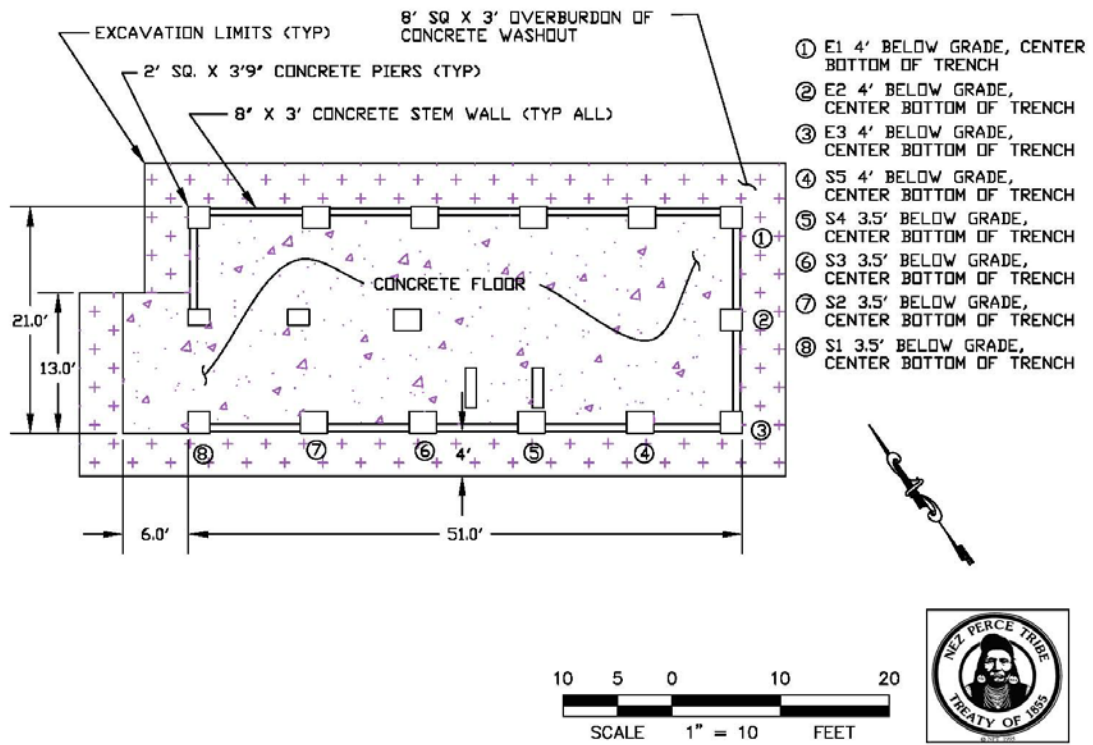 8' SQ X 3' OVERBURDON OF
CONCRETE WASHOUT
EXCAVATION LIMITS (TYP)
2' SQ. X 3'9" CONCRETE PIERS (TYP)
8" X 3' CONCRETE STEM WALL (TYP ALL)
1 E1 4' BELOW GRADE, CENTER
BOTTOM OF TRENCH
2 E2 4' BELOW GRADE,
CENTER BOTTOM OF TRENCH
3 E3 4' BELOW GRADE,
CENTER BOTTOM OF TRENCH
4 S5 4' BELOW GRADE,
CENTER BOTTOM OF TRENCH
5 S4 3.5' BELOW GRADE,
CENTER BOTTOM OF TRENCH
6 S3 3.5' BELOW GRADE,
CENTER BOTTOM OF TRENCH
7 S2 3.5' BELOW GRADE,
CENTER BOTTOM OF TRENCH
8 S1 3.5' BELOW GRADE,
CENTER BOTTOM OF TRENCH
1
CONCRETE FLOOR
21.0'
2
13.0'
3
8 7 6 4' 5 4
6.0' 51.0'
10 5 0 10 20
SCALE 1" = 10 FEET
NEZ PERCE TRIBE
TREATY OF 1855